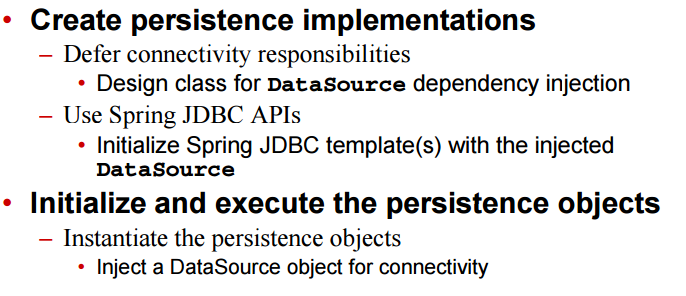 • Create persistence implementations
– Defer connectivity responsibilities
• Design class for DataSource dependency injection
– Use Spring JDBC APIs
• Initialize Spring JDBC template(s) with the injected
DataSource
• Initialize and execute the persistence objects
– Instantiate the persistence objects
• Inject a DataSource object for connectivity